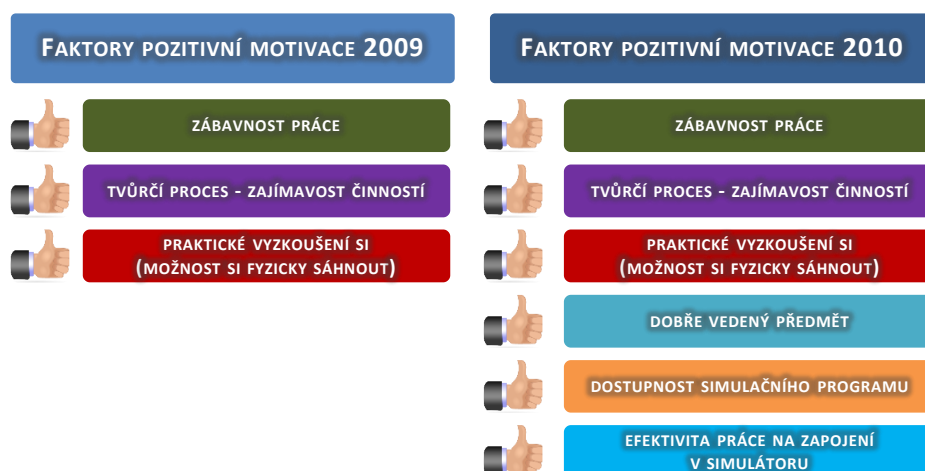 FAKTORY POZITIVNÍ MOTIVACE 2009
ZÁBAVNOST PRÁCE
TVŮRČÍ PROCES - ZAJÍMAVOST ČINNOSTÍ
PRAKTICKÉ VYZKOUŠENÍ SI
(MOŽNOST SI FYZICKY SÁHNOUT)
FAKTORY POZITIVNÍ MOTIVACE 2010
ZÁBAVNOST PRÁCE
TVŮRČÍ PROCES - ZAJÍMAVOST ČINNOSTÍ
PRAKTICKÉ VYZKOUŠENÍ SI
(MOŽNOST SI FYZICKY SÁHNOUT)
DOBŘE VEDENÝ PŘEDMĚT
DOSTUPNOST SIMULAČNÍHO PROGRAMU
EFEKTIVITA PRÁCE NA ZAPOJENÍ
V SIMULÁTORU